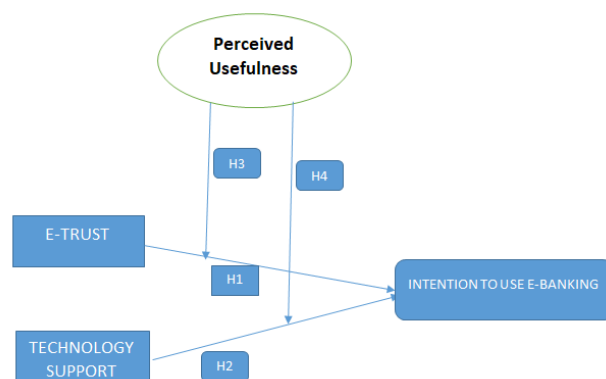 Perceived
Usefulness
H3
H4
E-TRUST
H1
INTENTION TO USE E-BANKING
TECHNOLOGY
SUPPORT
H2